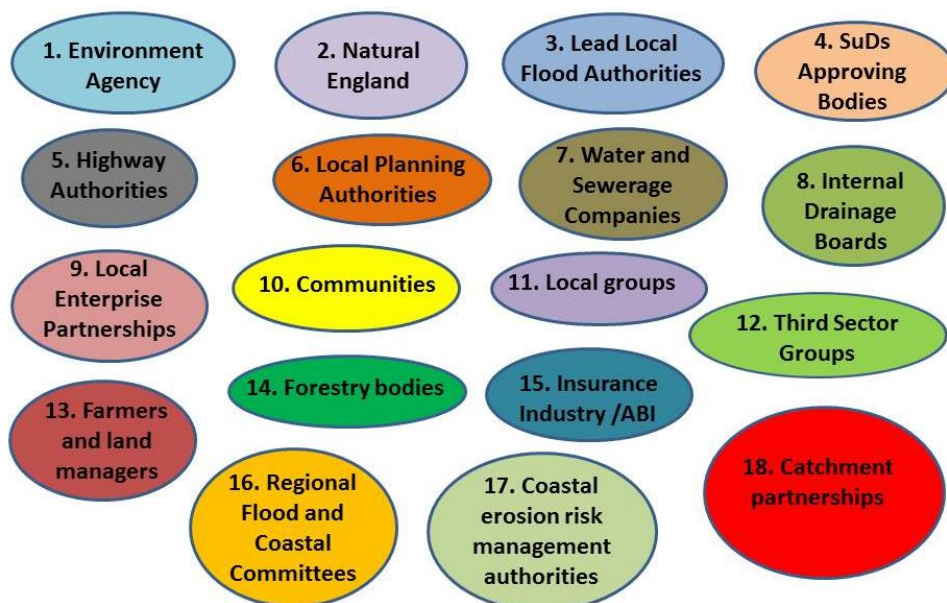 1. Environment
Agency
2. Natural
England
3. Lead Local
Flood Authorities
4. SuDs
Approving
Bodies
5. Highway
Authorities
6. Local Planning
Authorities
7. Water and
Sewerage
Companies
8. Internal
Drainage
Boards
9. Local
Enterprise
Partnerships
10. Communities
11. Local groups
12. Third Sector
Groups
13. Farmers
and land
managers
14. Forestry bodies
15. Insurance
Industry /ABI
16. Regional
Flood and
Coastal
Committees
17. Coastal
erosion risk
management
authorities
18. Catchment
partnerships